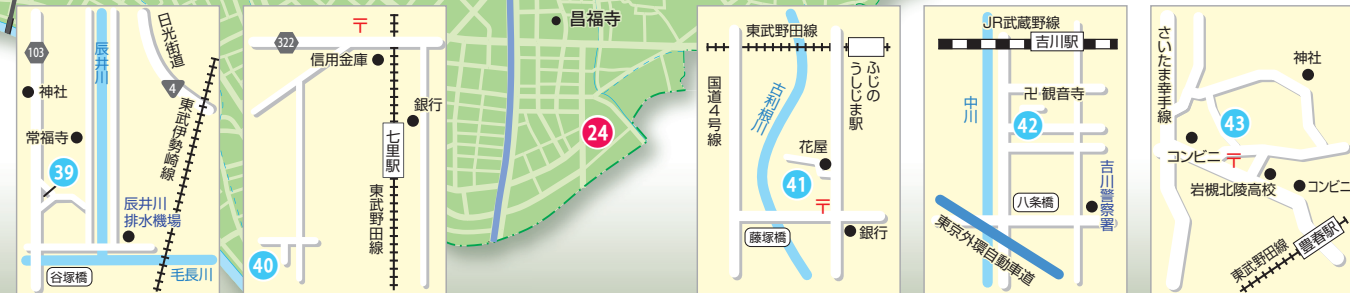 103
辰井川
日光街道
4
神社
東武伊勢崎線
常福寺
39
辰井川
排水機場
谷塚橋
毛長川
〒
322
信用金庫
銀行
七里駅
東武野田線
40
昌福寺
24
東武野田線
国道4号線
古利根川
ふじの
うしじま駅
花屋
41
〒
藤塚橋
銀行
JR武蔵野線
吉川駅
中川
卍観音寺
42
吉川警察署
八条橋
東京外環自動車道
さいたま幸手線
神社
43
コンビニ
〒
岩槻北陵高校
コンビニ
東武野田線
豊春駅